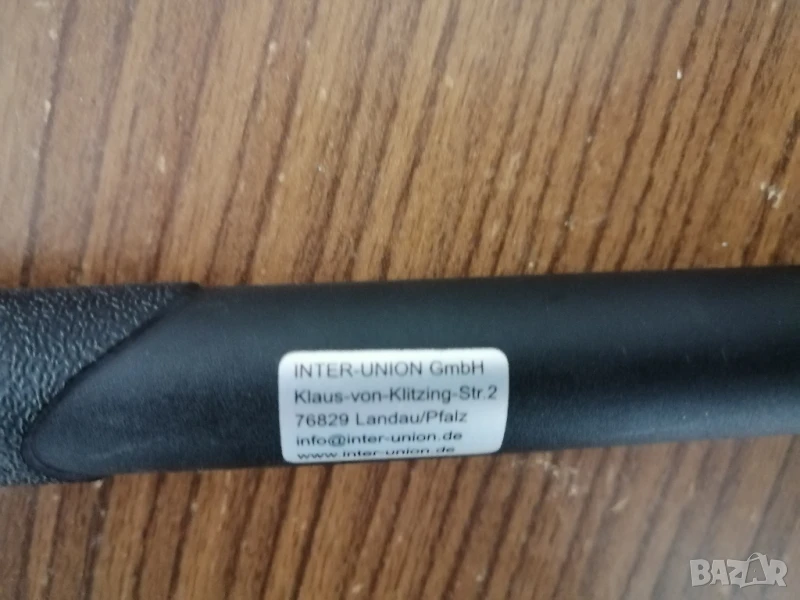 INTER-UNION GmbH
Klaus-von-Klitzing-Str.2
76829 Landau/Pfalz
info@inter-union.de
www.inter-union.de
BAZAR